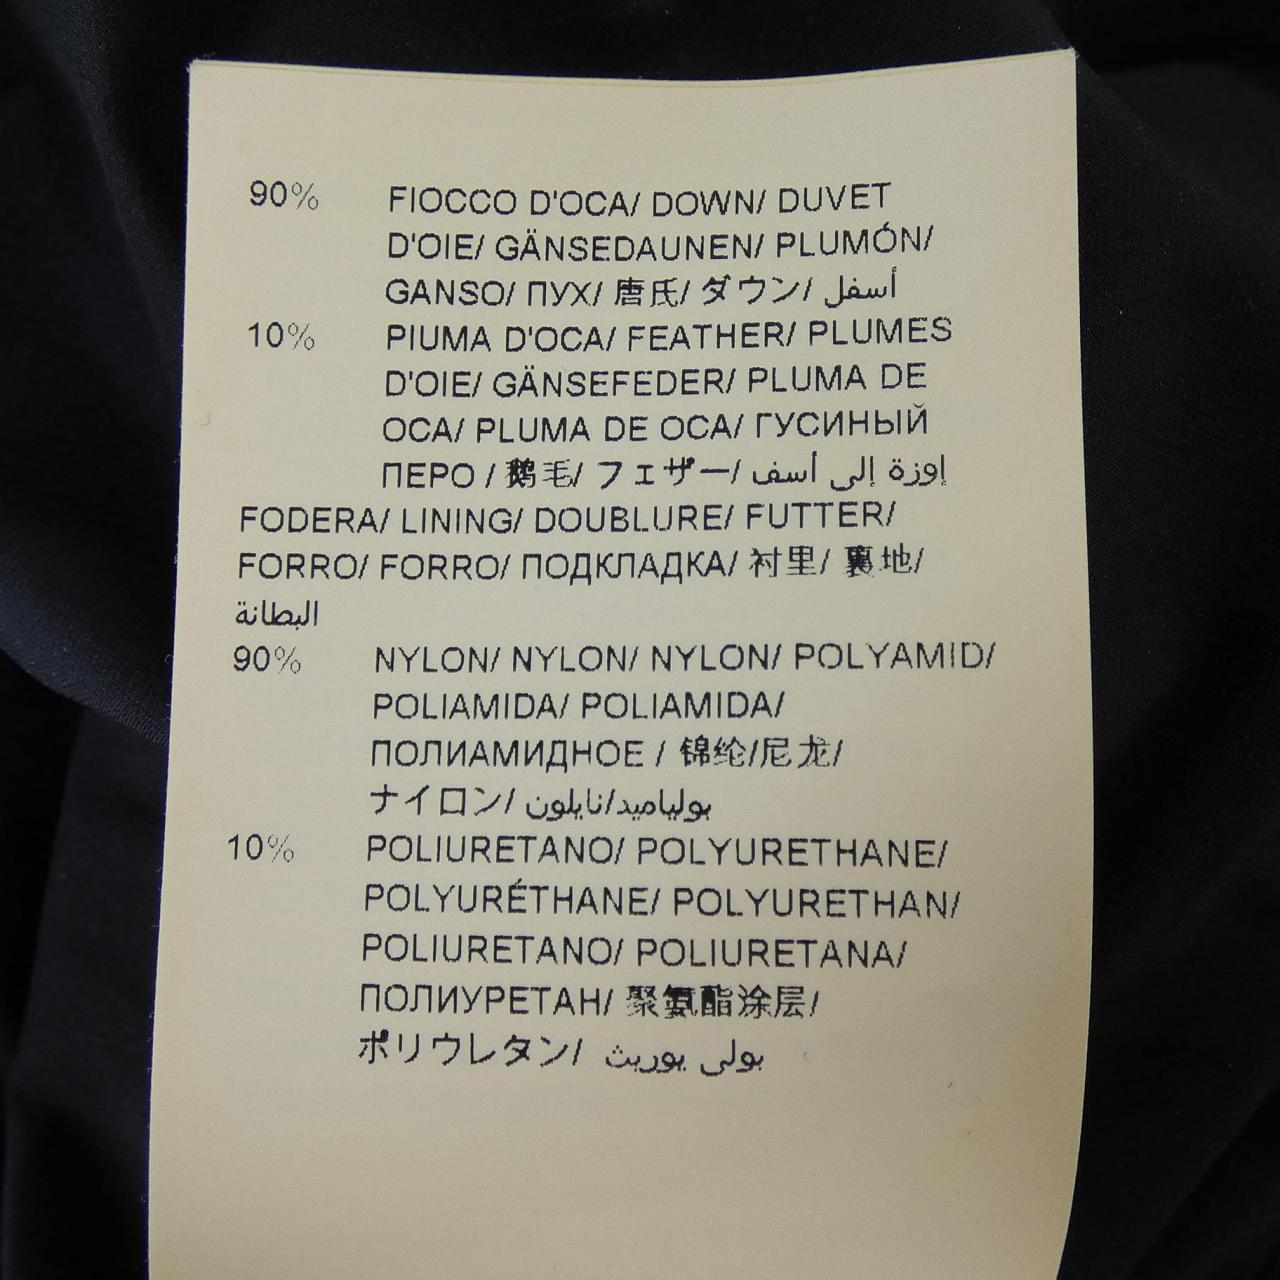 90% FIOCCO D'OCA/ DOWN/ DUVET
D'OIE/ GÄNSEDAUNEN/ PLUMÓN/
GANSO/ ПУХ/ 唐氏/ ダウン/ أسفل
10% PIUMA D'OCA/ FEATHER/ PLUMES
D'OIE/ GÄNSEFEDER/ PLUMA DE
OCA/ PLUMA DE OCA/ ГУСИНЫЙ
ПЕРО / 鹅毛/ フェザー/ إوزة إلى أسف
FODERA/ LINING/ DOUBLURE/ FUTTER/
FORRO/ FORRO/ ПОДКЛАДКА/ 衬里/ 裏地/
البطانة
90% NYLON/ NYLON/ NYLON/ POLYAMID/
POLIAMIDA/ POLIAMIDA/
ПОЛИАМИДНОЕ / 锦纶/尼龙/
ナイロン/ بولياميد/نايلون
10% POLIURETANO/ POLYURETHANE/
POLYURÉTHANE/ POLYURETHAN/
POLIURETANO/ POLIURETANA/
ПОЛИУРЕТАН/ 聚氨酯涂层/
ポリウレタン/ بولي يوريث